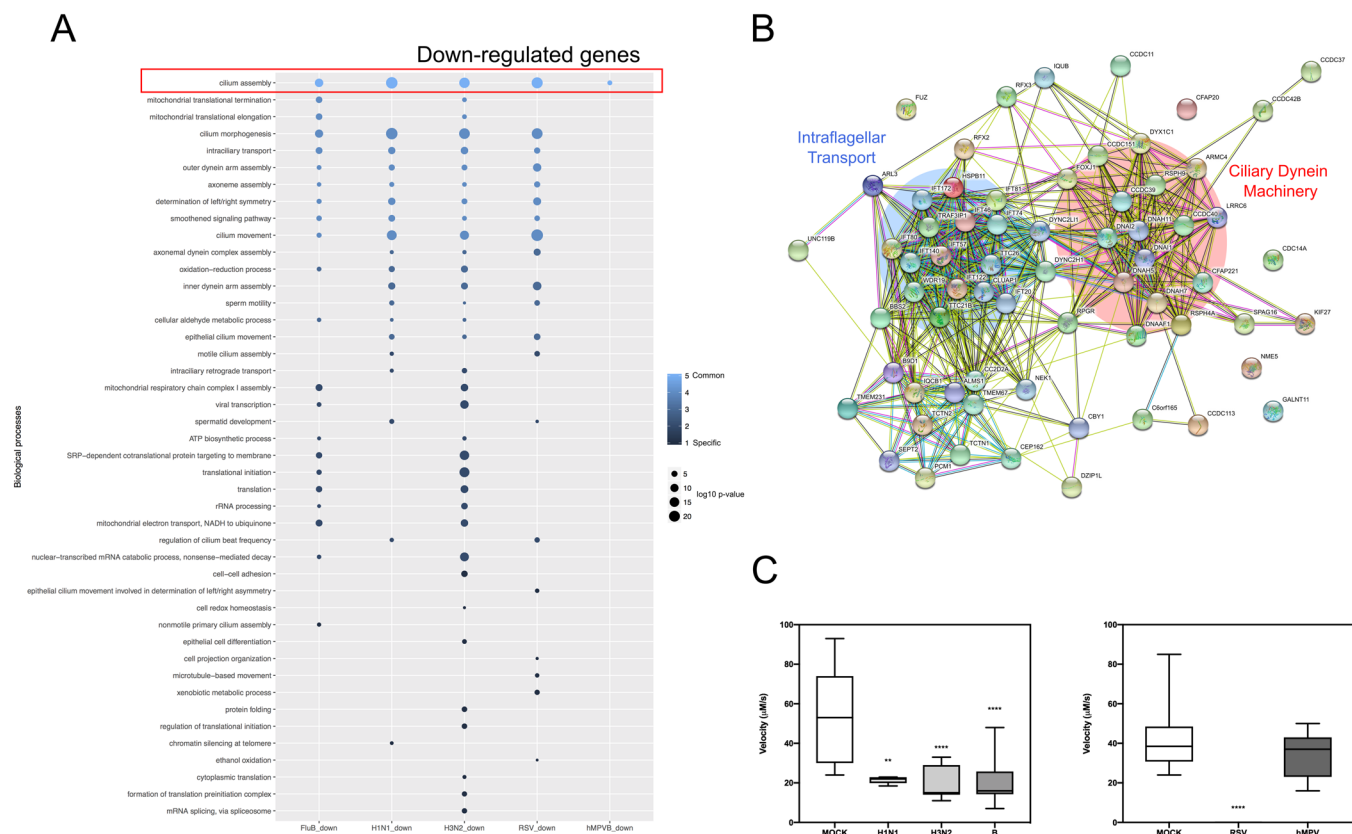 A
Down-regulated genes
cilium assembly
mitochondrial translational termination
mitochondrial translational elongation
cilium morphogenesis
intraciliary transport
outer dynein arm assembly
axoneme assembly
determination of left/right symmetry
smoothened signaling pathway
cilium movement
axonemal dynein complex assembly
oxidation−reduction process
inner dynein arm assembly
sperm motility
cellular aldehyde metabolic process
epithelial cilium movement
motile cilium assembly
intraciliary retrograde transport
mitochondrial respiratory chain complex I assembly
viral transcription
spermatid development
ATP biosynthetic process
SRP−dependent cotranslational protein targeting to membrane
translational initiation
translation
rRNA processing
mitochondrial electron transport, NADH to ubiquinone
regulation of cilium beat frequency
nuclear−transcribed mRNA catabolic process, nonsense−mediated decay
cell−cell adhesion
epithelial cilium movement involved in determination of left/right asymmetry
cell redox homeostasis
nonmotile primary cilium assembly
epithelial cell differentiation
cell projection organization
microtubule−based movement
xenobiotic metabolic process
protein folding
regulation of translational initiation
chromatin silencing at telomere
ethanol oxidation
cytoplasmic translation
formation of translation preinitiation complex
mRNA splicing, via spliceosome
Biological processes
FluB_down H1N1_down H3N2_down RSV_down hMPVB_down
5 Common
4
3
2
1 Specific
5
10
15
20
log10 p-value
B
Intraflagellar
Transport
Ciliary Dynein
Machinery
CCDC11
CCDC37
IQUB
RFX3
FUZ
CFAP20
CCDC42B
DYX1C1
RFX2
CCDC151
ARMC4
FOXJ1
RSPH9
HSPB11
ARL3
IFT172
IFT81
CCDC39
LRRC6
TRAF3IP1
IFT46
IFT74
DYNC2LI1
DNAH11
CCDC40
UNC119B
IFT80
IFT57
DNAI2
DNAI1
CDC14A
IFT140
TTC26
DYNC2H1
DNAH5
CFAP221
WDR19
IFT122
CLUAP1
IFT20
DNAH7
BBS2
TTC21B
RPGR
RSPH4A
SPAG16
KIF27
DNAAF1
B9D1
CC2D2A
NME5
IQCB1
ALMS1
NEK1
TMEM231
TMEM67
TCTN2
CBY1
C6orf165
CCDC113
GALNT11
SEPT2
TCTN1
CEP162
PCM1
DZIP1L
C
Velocity (µM/s)
100
80
60
40
20
0
**
****
****
MOCK H1N1 H3N2 B
Velocity (µM/s)
100
80
60
40
20
0
****
MOCK RSV hMPV